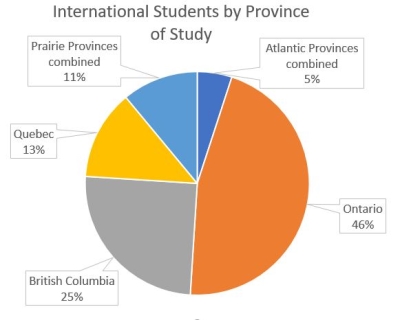 International Students by Province
of Study
Prairie Provinces
combined
11%
Atlantic Provinces
combined
5%
Quebec
13%
Ontario
46%
British Columbia
25%